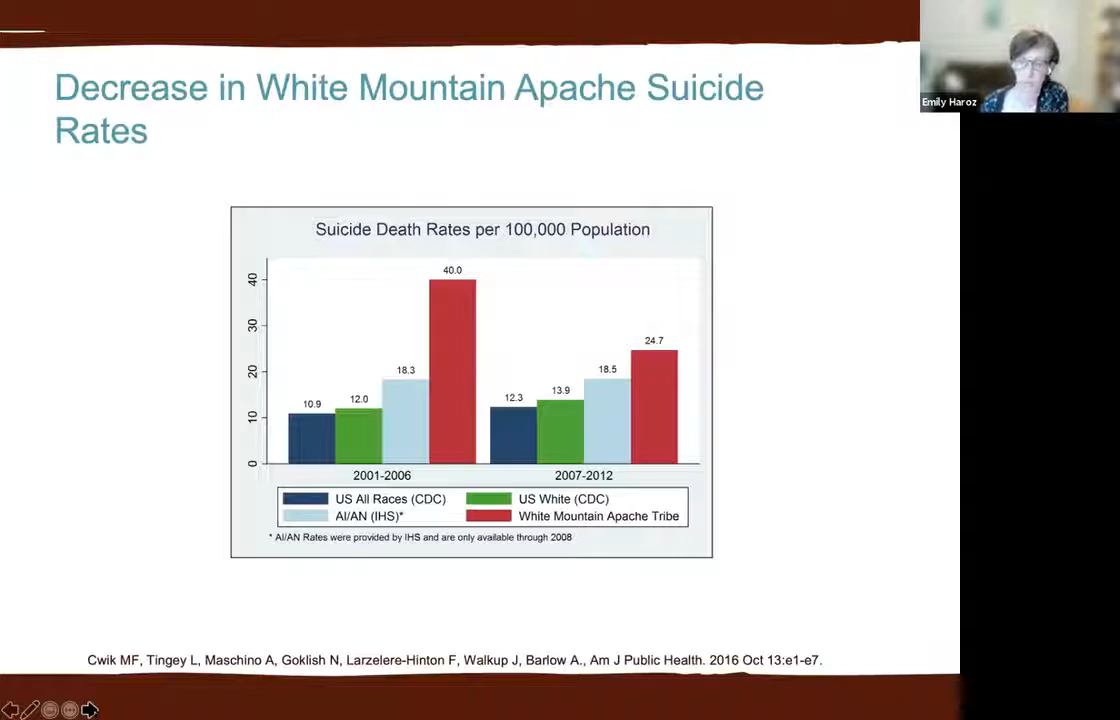 Decrease in White Mountain Apache Suicide
Rates
Emily Haroz
Suicide Death Rates per 100,000 Population
40
30
20
10
0
10.9
12.0
18.3
40.0
12.3
13.9
18.5
24.7
2001-2006
2007-2012
US All Races (CDC)
US White (CDC)
AI/AN (IHS)*
White Mountain Apache Tribe
* AI/AN Rates were provided by IHS and are only available through 2008
Cwik MF, Tingey L, Maschino A, Goklish N, Larzelere-Hinton F, Walkup J, Barlow A., Am J Public Health. 2016 Oct 13:e1-e7.